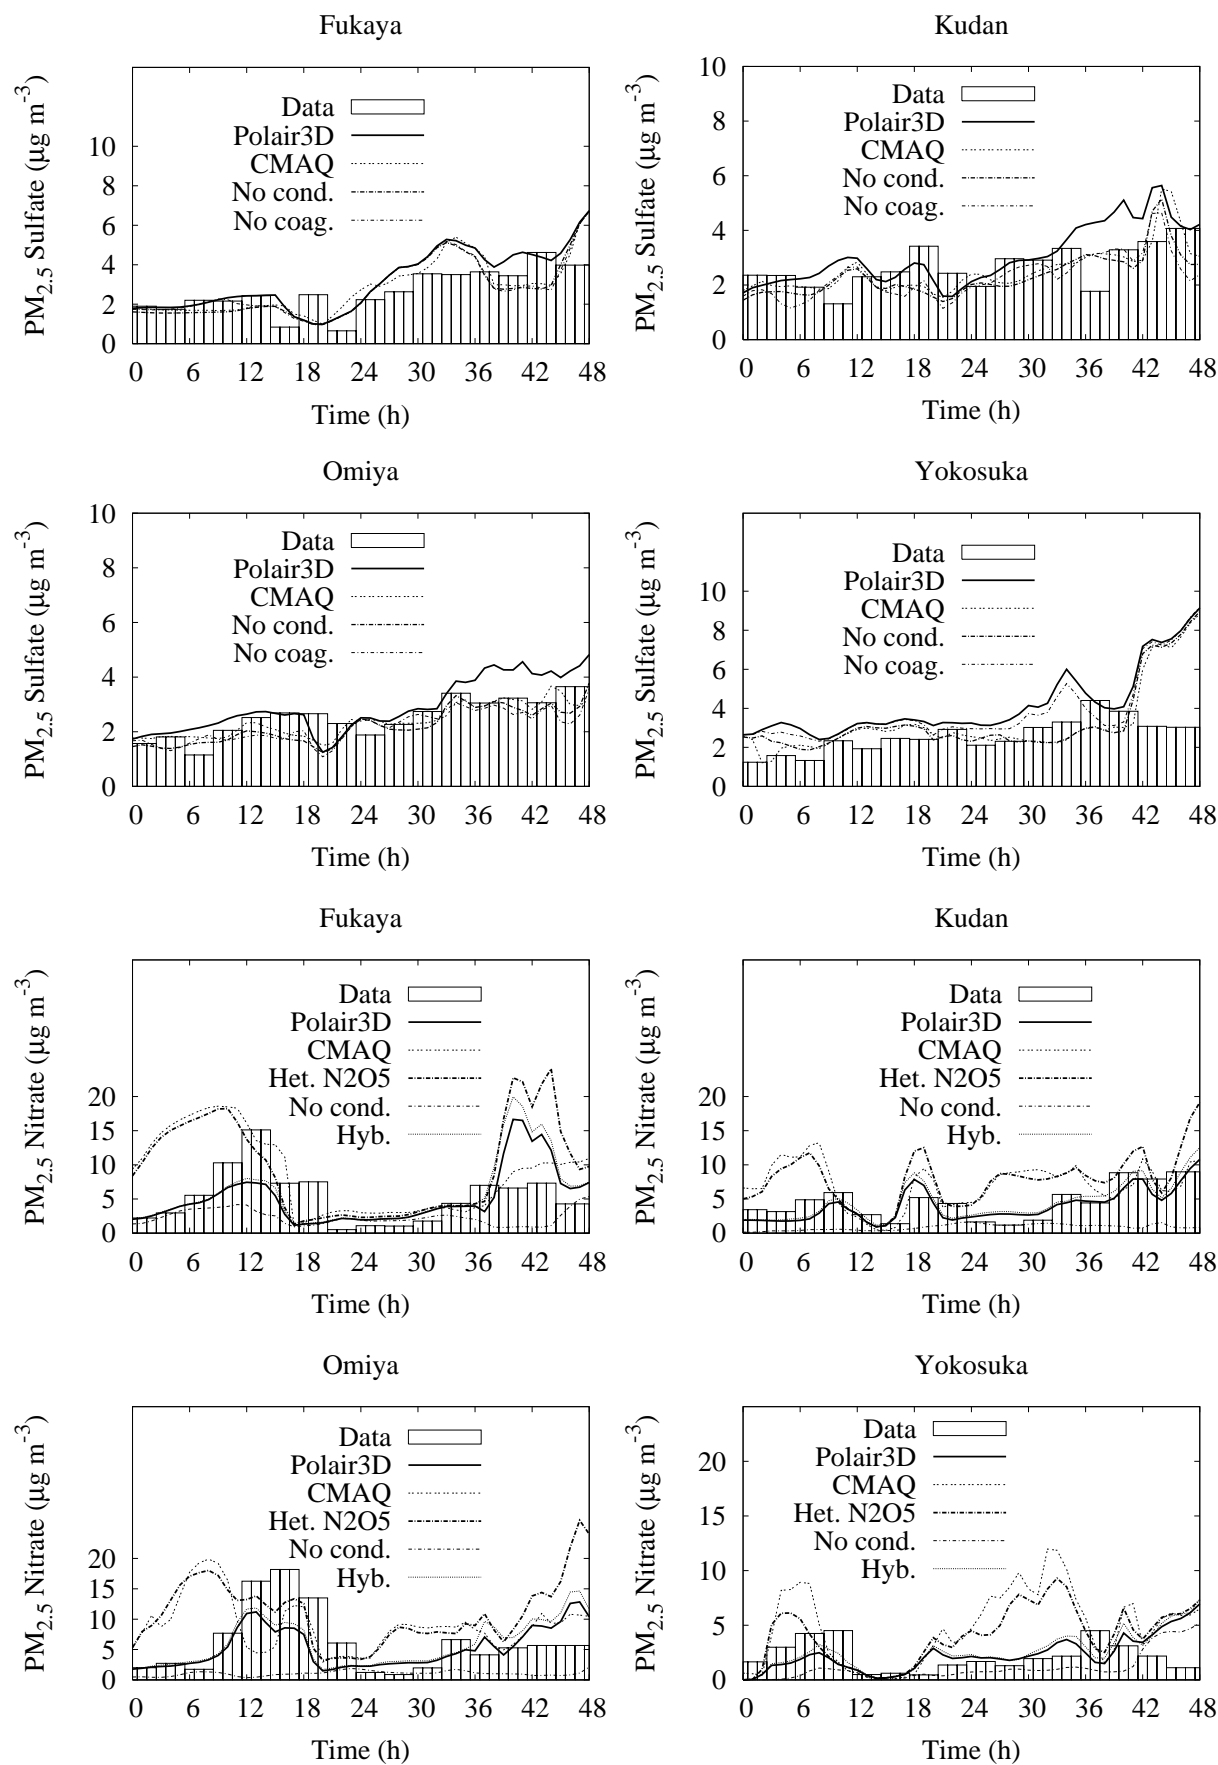 Fukaya
PM2.5 Sulfate (μg m-3)
10
8
6
4
2
0
Data
Polair3D
CMAQ
No cond.
No coag.
0 6 12 18 24 30 36 42 48
Time (h)
Kudan
PM2.5 Sulfate (μg m-3)
10
8
6
4
2
0
Data
Polair3D
CMAQ
No cond.
No coag.
0 6 12 18 24 30 36 42 48
Time (h)
Omiya
PM2.5 Sulfate (μg m-3)
10
8
6
4
2
0
Data
Polair3D
CMAQ
No cond.
No coag.
0 6 12 18 24 30 36 42 48
Time (h)
Yokosuka
PM2.5 Sulfate (μg m-3)
10
8
6
4
2
0
Data
Polair3D
CMAQ
No cond.
No coag.
0 6 12 18 24 30 36 42 48
Time (h)
Fukaya
PM2.5 Nitrate (μg m-3)
20
15
10
5
0
Data
Polair3D
CMAQ
Het. N2O5
No cond.
Hyb.
0 6 12 18 24 30 36 42 48
Time (h)
Kudan
PM2.5 Nitrate (μg m-3)
20
15
10
5
0
Data
Polair3D
CMAQ
Het. N2O5
No cond.
Hyb.
0 6 12 18 24 30 36 42 48
Time (h)
Omiya
PM2.5 Nitrate (μg m-3)
20
15
10
5
0
Data
Polair3D
CMAQ
Het. N2O5
No cond.
Hyb.
0 6 12 18 24 30 36 42 48
Time (h)
Yokosuka
PM2.5 Nitrate (μg m-3)
20
15
10
5
0
Data
Polair3D
CMAQ
Het. N2O5
No cond.
Hyb.
0 6 12 18 24 30 36 42 48
Time (h)